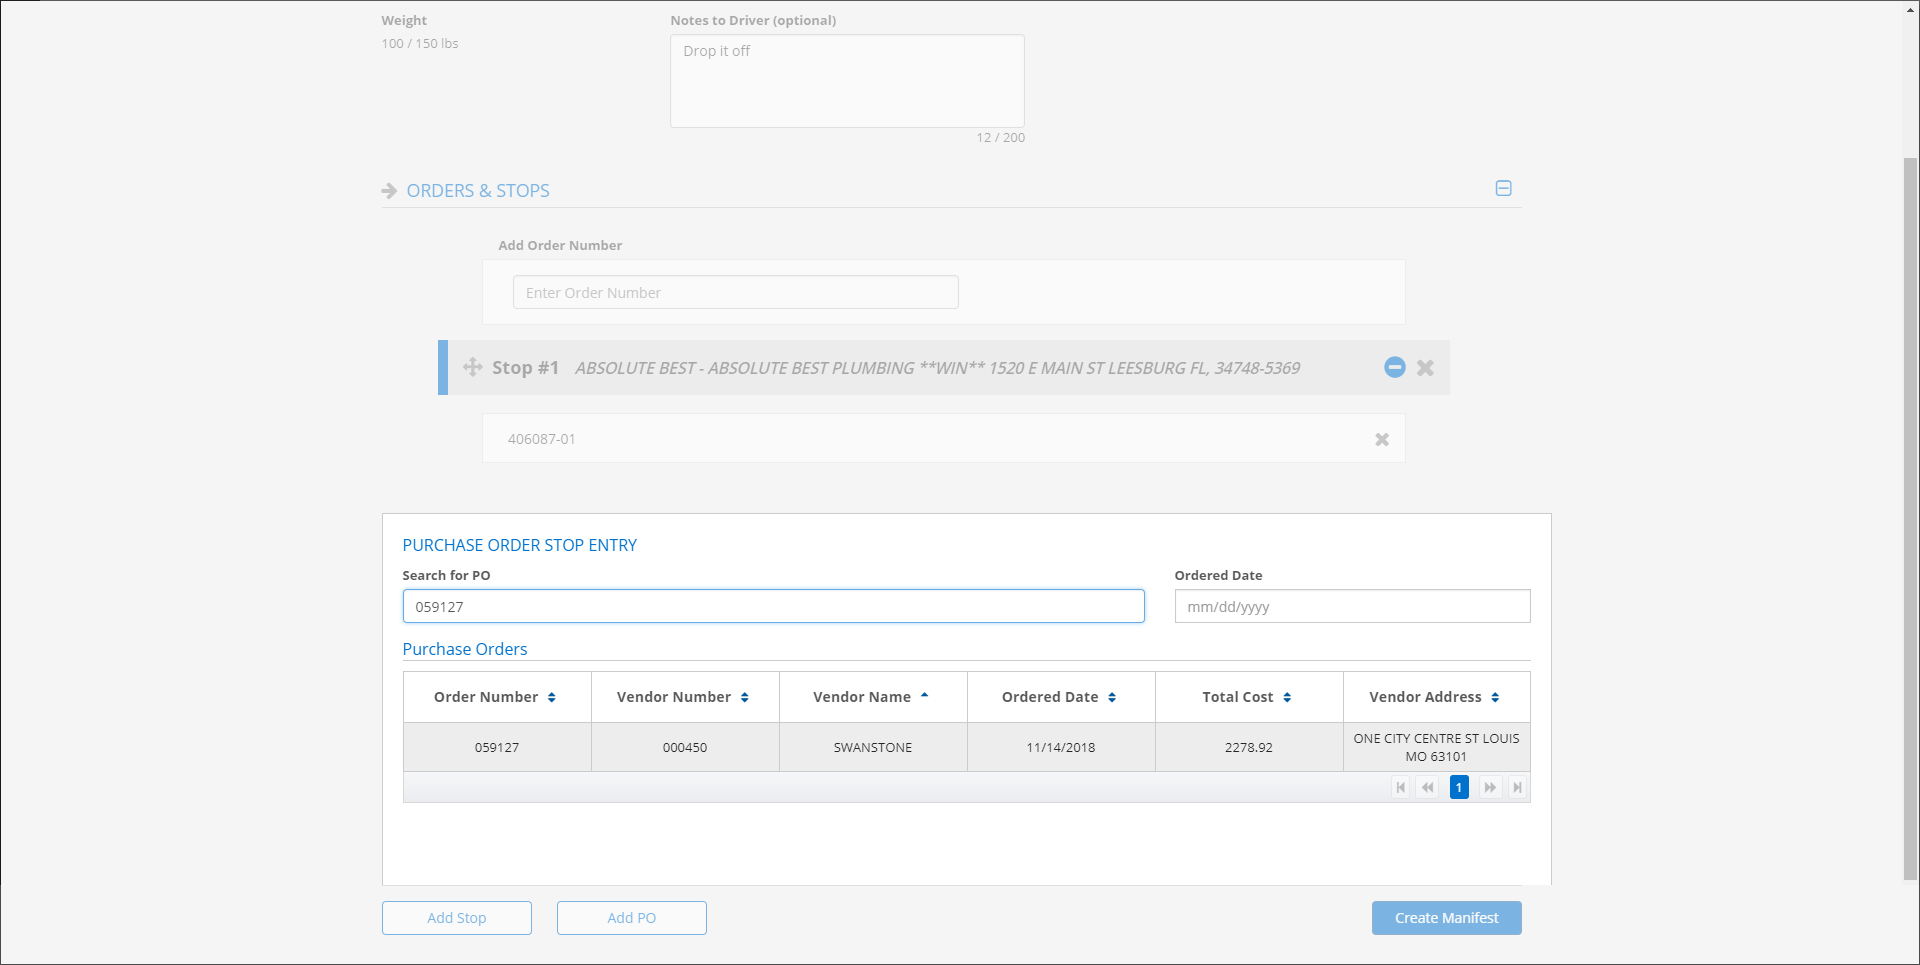 Weight
100 / 150 lbs
Notes to Driver (optional)
Drop it off
12 / 200
ORDERS & STOPS
Add Order Number
Enter Order Number
Stop #1 ABSOLUTE BEST - ABSOLUTE BEST PLUMBING **WIN** 1520 E MAIN ST LEESBURG FL, 34748-5369
406087-01
PURCHASE ORDER STOP ENTRY
Search for PO
059127
Ordered Date
mm/dd/yyyy
Purchase Orders
Order Number Vendor Number Vendor Name Ordered Date Total Cost Vendor Address
059127 000450 SWANSTONE 11/14/2018 2278.92 ONE CITY CENTRE ST LOUIS
MO 63101
1
Add Stop Add PO Create Manifest